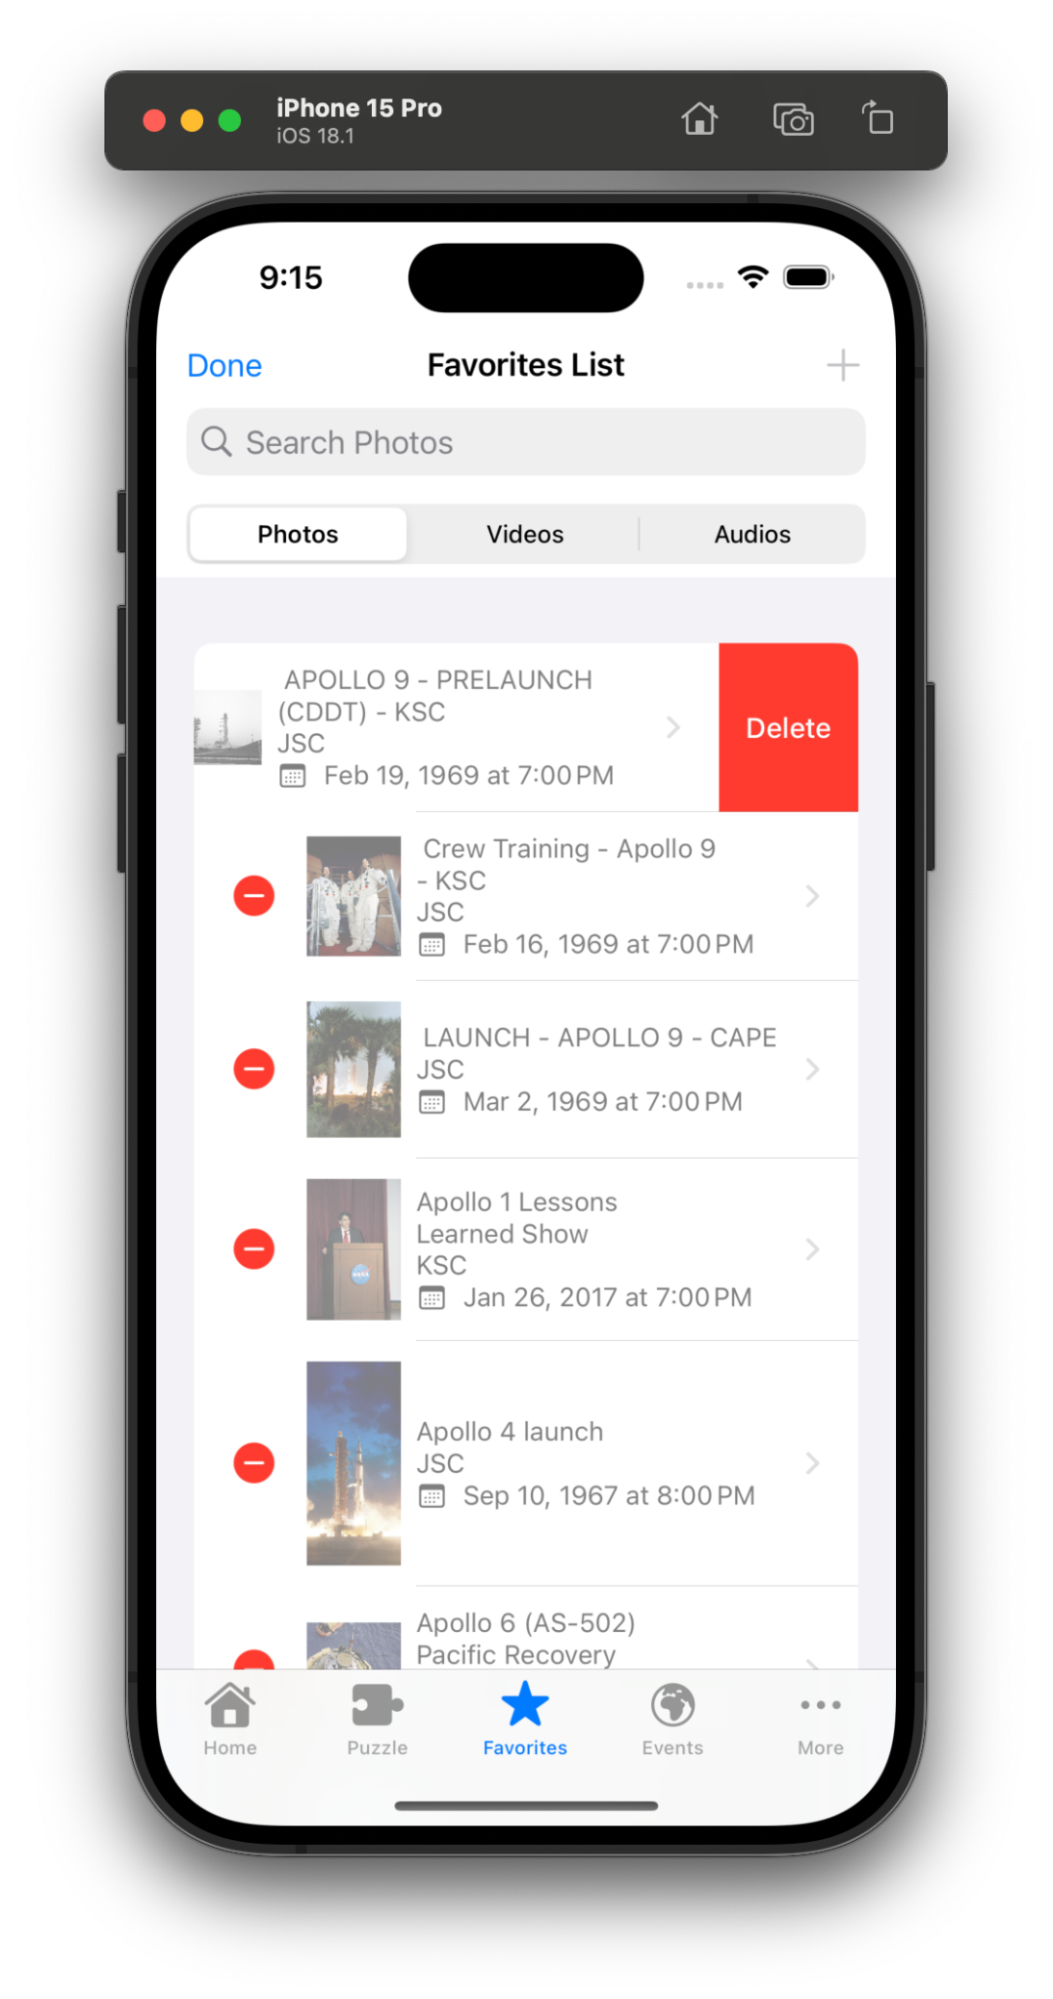 iPhone 15 Pro
iOS 18.1
9:15
Done
Favorites List
Search Photos
Photos
Videos
Audios
APOLLO 9 - PRELAUNCH
(CDDT) - KSC
JSC
Feb 19, 1969 at 7:00 PM
Delete
Crew Training - Apollo 9
- KSC
JSC
Feb 16, 1969 at 7:00 PM
LAUNCH - APOLLO 9 - CAPE
JSC
Mar 2, 1969 at 7:00 PM
Apollo 1 Lessons
Learned Show
KSC
Jan 26, 2017 at 7:00 PM
Apollo 4 launch
JSC
Sep 10, 1967 at 8:00 PM
Apollo 6 (AS-502)
Pacific Recovery
Home
Puzzle
Favorites
Events
More